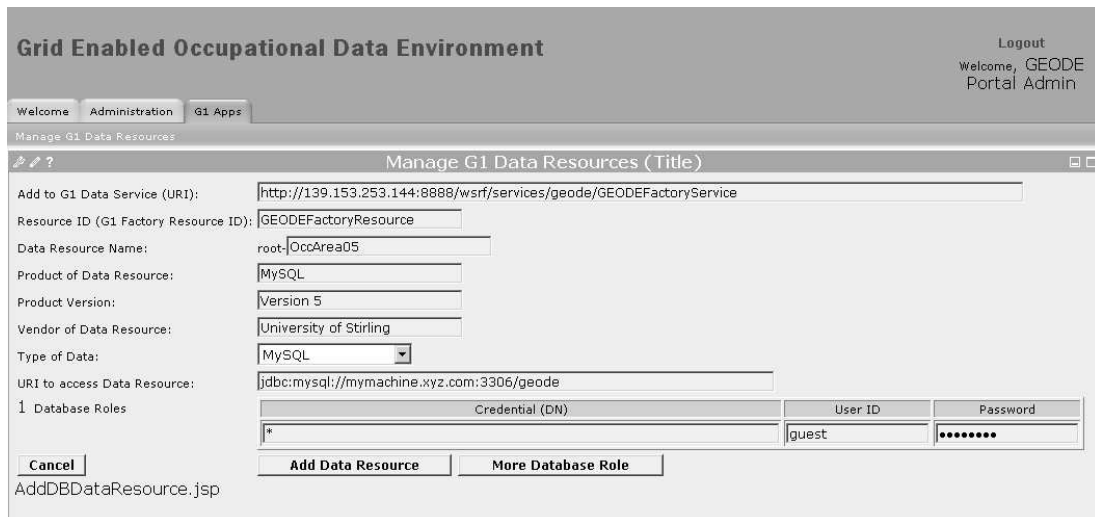 Grid Enabled Occupational Data Environment
Logout
Welcome, GEODE
Portal Admin
Welcome Administration G1 Apps
Manage G1 Data Resources
? Manage G1 Data Resources (Title)
Add to G1 Data Service (URI): http://139.153.253.144:8888/wsrf/services/geode/GEODEFactoryService
Resource ID (G1 Factory Resource ID): GEODEFactoryResource
Data Resource Name: root-OccArea05
Product of Data Resource: MySQL
Product Version: Version 5
Vendor of Data Resource: University of Stirling
Type of Data: MySQL
URI to access Data Resource: jdbc:mysql://mymachine.xyz.com:3306/geode
1 Database Roles Credential (DN) User ID Password
* guest ••••••••
Cancel Add Data Resource More Database Role
AddDBDataResource.jsp